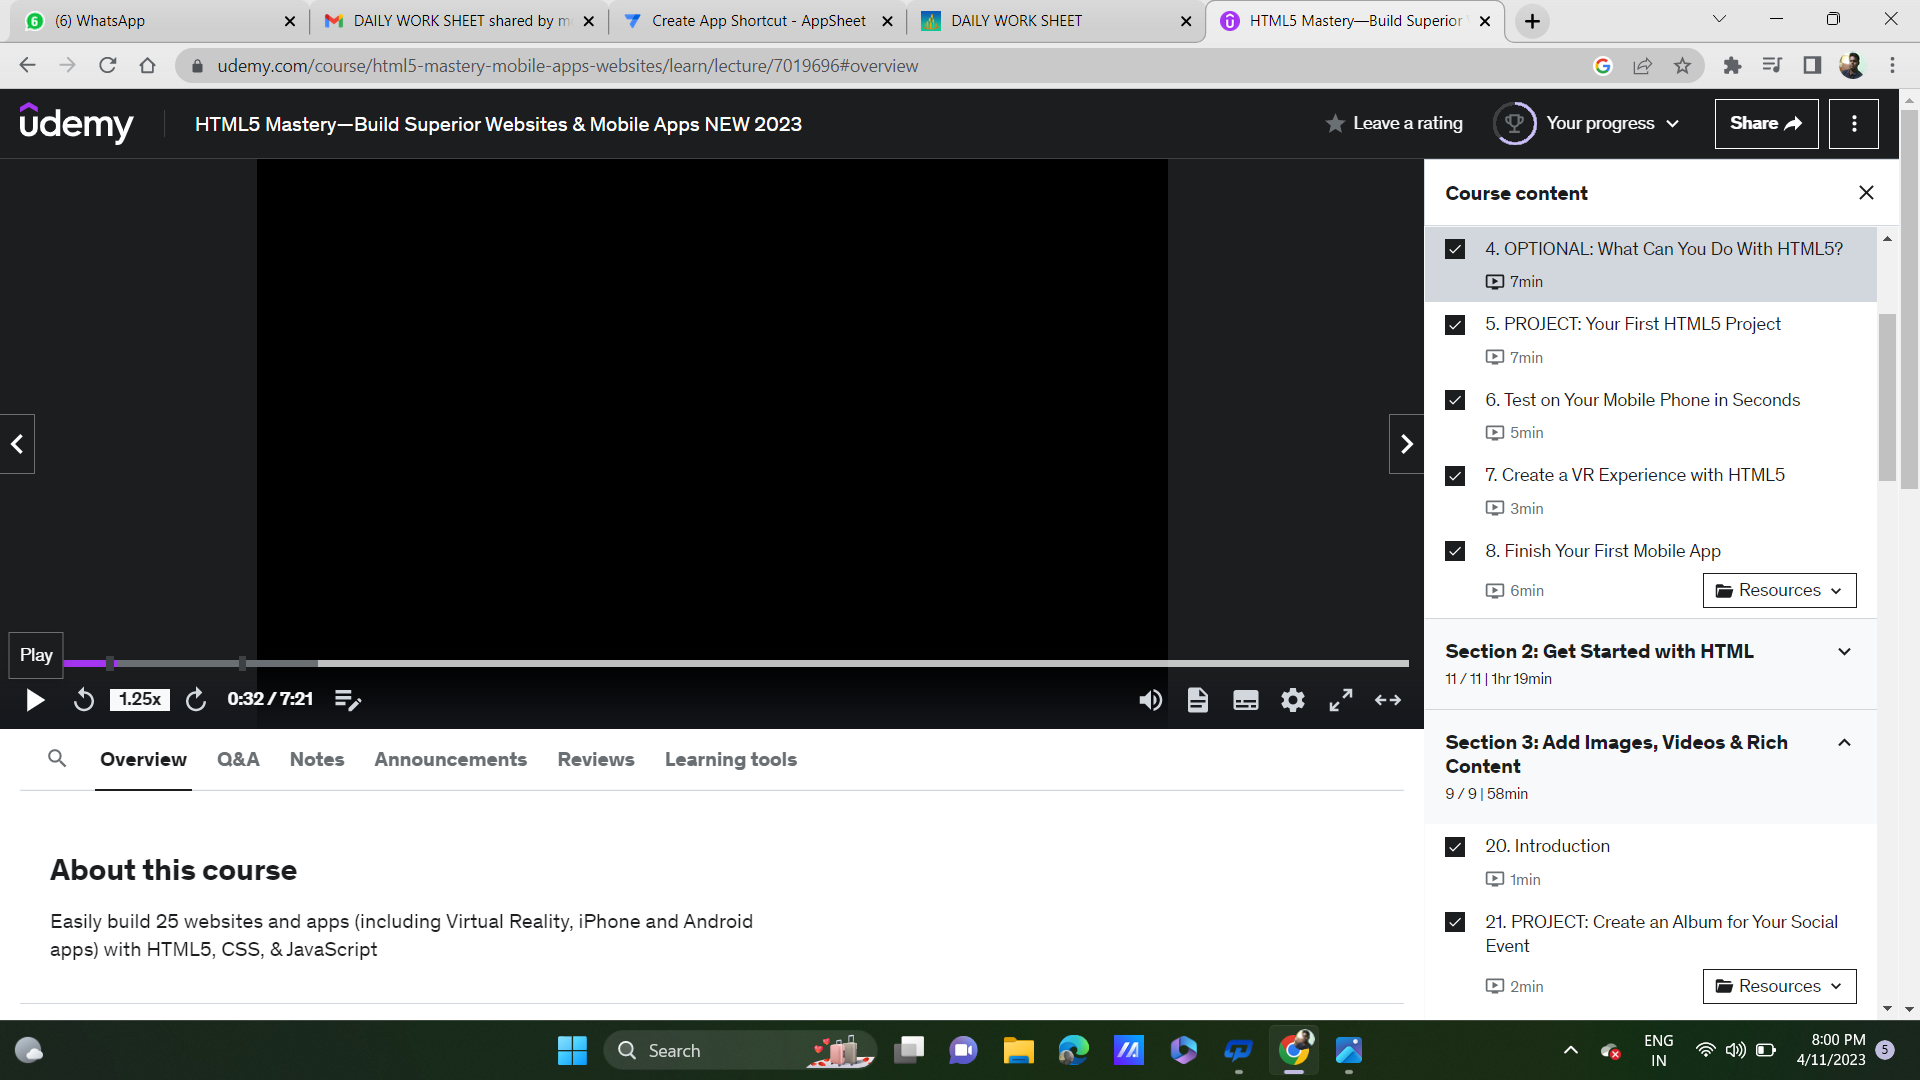 (6) WhatsApp
DAILY WORK SHEET shared by m
Create App Shortcut - AppSheet
DAILY WORK SHEET
HTML5 Mastery—Build Superior
udemy.com/course/html5-mastery-mobile-apps-websites/learn/lecture/7019696#overview
udemy
HTML5 Mastery—Build Superior Websites & Mobile Apps NEW 2023
Leave a rating
Your progress
Share
Course content
4. OPTIONAL: What Can You Do With HTML5?
7min
5. PROJECT: Your First HTML5 Project
7min
6. Test on Your Mobile Phone in Seconds
5min
7. Create a VR Experience with HTML5
3min
8. Finish Your First Mobile App
6min
Resources
Section 2: Get Started with HTML
11 / 11 | 1hr 19min
Section 3: Add Images, Videos & Rich
Content
9 / 9 | 58min
20. Introduction
1min
21. PROJECT: Create an Album for Your Social
Event
2min
Resources
Play
1.25x
0:32 / 7:21
Overview
Q&A
Notes
Announcements
Reviews
Learning tools
About this course
Easily build 25 websites and apps (including Virtual Reality, iPhone and Android
apps) with HTML5, CSS, & JavaScript
Search
ENG
IN
8:00 PM
4/11/2023
5